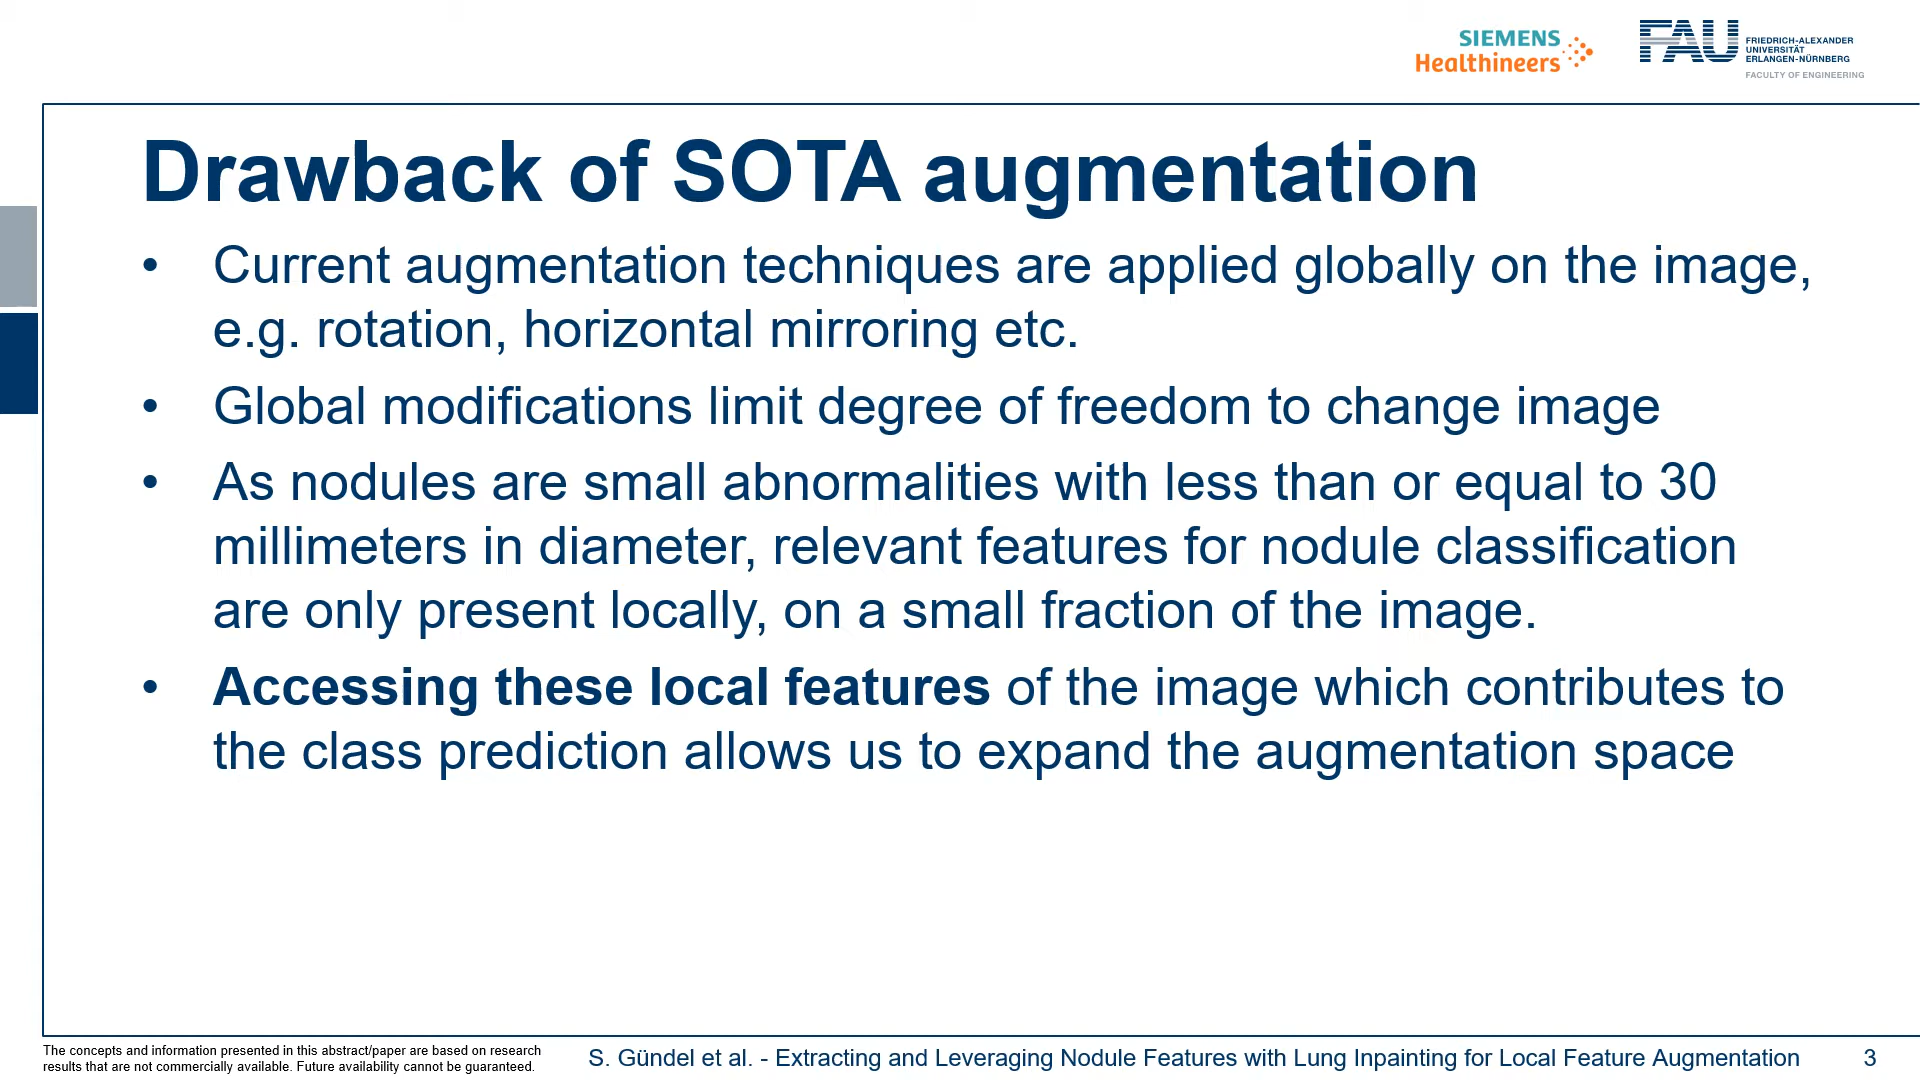 SIEMENS
Healthineers
FAU
FRIEDRICH-ALEXANDER
UNIVERSITÄT
ERLANGEN-NÜRNBERG
FACULTY OF ENGINEERING
Drawback of SOTA augmentation
• Current augmentation techniques are applied globally on the image,
e.g. rotation, horizontal mirroring etc.
• Global modifications limit degree of freedom to change image
• As nodules are small abnormalities with less than or equal to 30
millimeters in diameter, relevant features for nodule classification
are only present locally, on a small fraction of the image.
• Accessing these local features of the image which contributes to
the class prediction allows us to expand the augmentation space
The concepts and information presented in this abstract/paper are based on research
results that are not commercially available. Future availability cannot be guaranteed.
S. Gündel et al. - Extracting and Leveraging Nodule Features with Lung Inpainting for Local Feature Augmentation
3